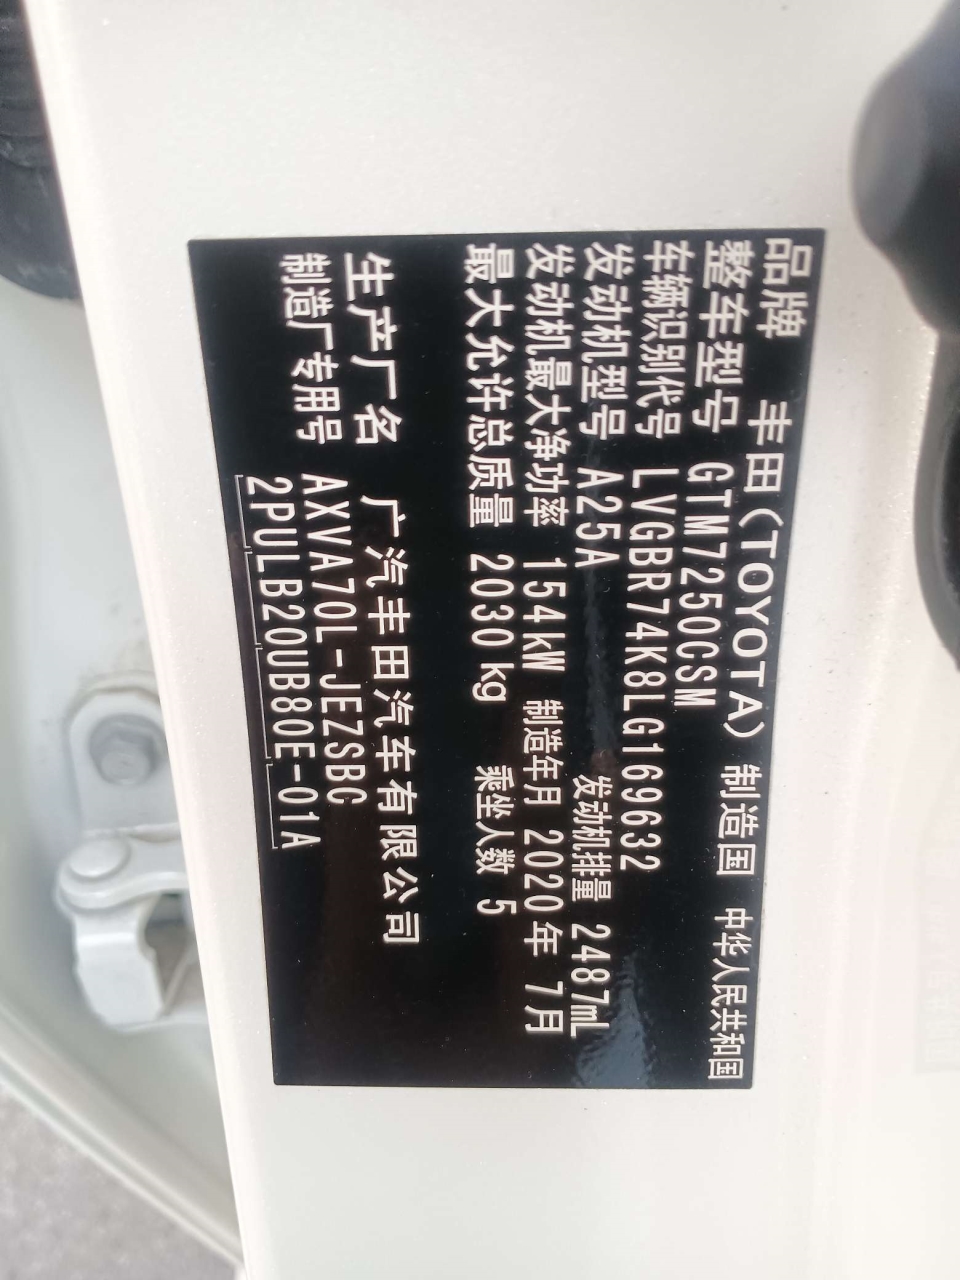 品牌 丰田(TOYOTA) 制造国 中华人民共和国
整车型号 GTM7250CSM
车辆识别代号 LVGBR74K8LG169632
发动机型号 A25A 发动机排量 2487mL
发动机最大净功率 154kW 制造年月 2020年 7月
最大允许总质量 2030 kg 乘坐人数 5
生产厂名 广汽丰田汽车有限公司
制造厂专用号 AXVA70L-JEZSBC
2PULB20UB80E-01A